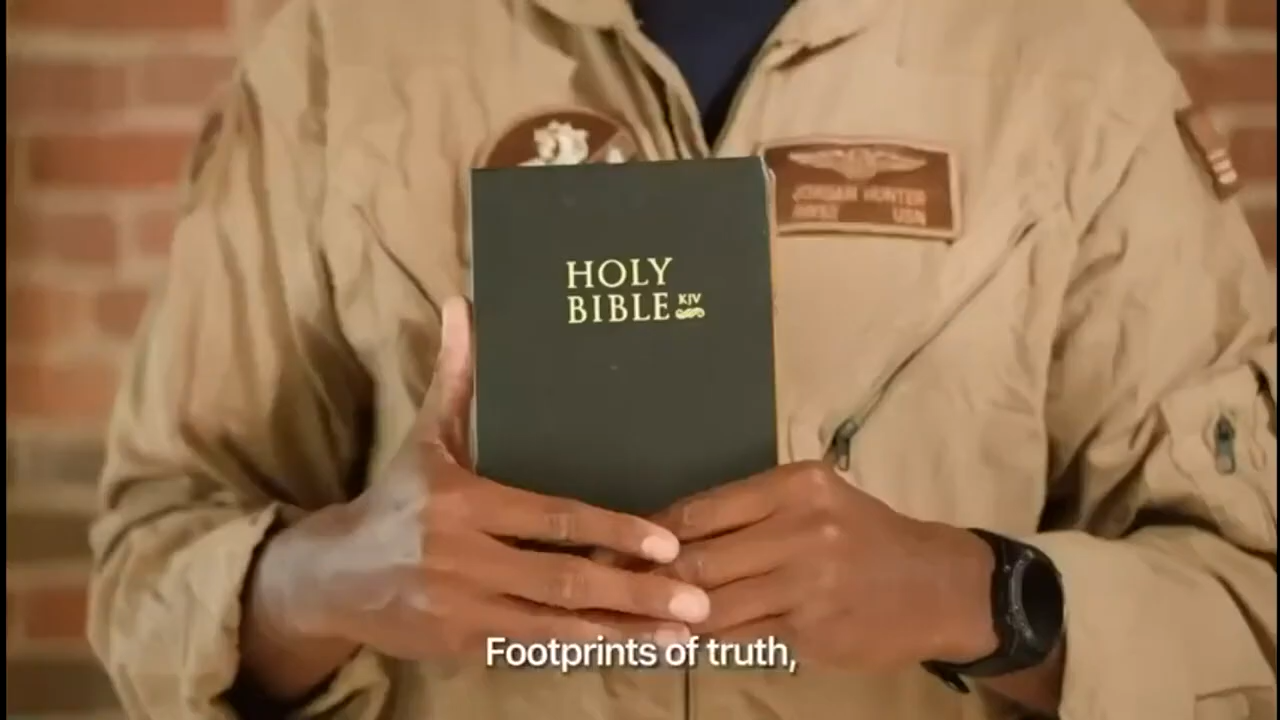 JORDAN HUNTER
USN
HOLY
BIBLE KJV
Footprints of truth,